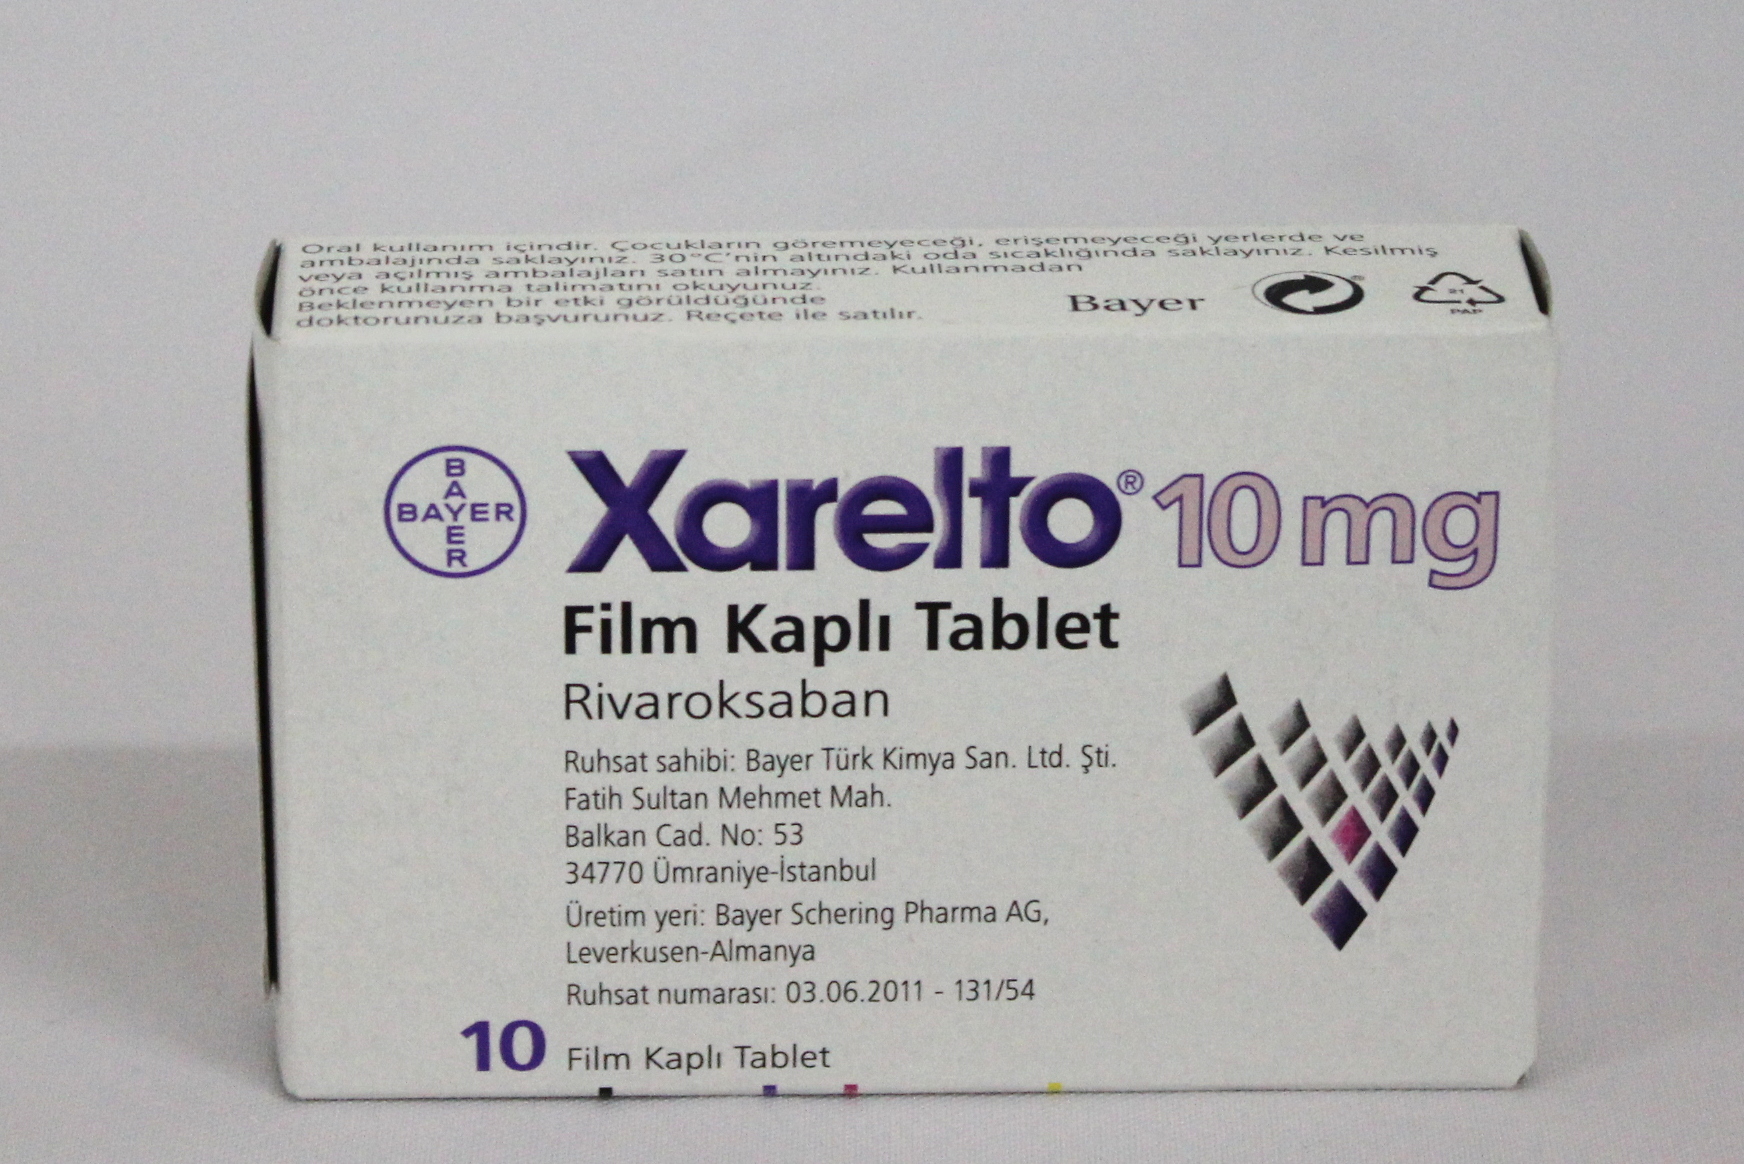 Oral kullanım içindir. Çocukların göremeyeceği, erişemeyeceği yerlerde ve
ambalajında saklayınız. 30°C'nin altındaki oda sıcaklığında saklayınız. Kesilmiş
veya açılmış ambalajları satın almayınız. Kullanmadan
önce kullanma talimatını okuyunuz.
Beklenmeyen bir etki görüldüğünde
doktorunuza başvurunuz. Reçete ile satılır.
Bayer
21
PAP
BAYER
BAYER
Xarelto® 10 mg
Film Kaplı Tablet
Rivaroksaban
Ruhsat sahibi: Bayer Türk Kimya San. Ltd. Şti.
Fatih Sultan Mehmet Mah.
Balkan Cad. No: 53
34770 Ümraniye-İstanbul
Üretim yeri: Bayer Schering Pharma AG,
Leverkusen-Almanya
Ruhsat numarası: 03.06.2011 - 131/54
10 Film Kaplı Tablet